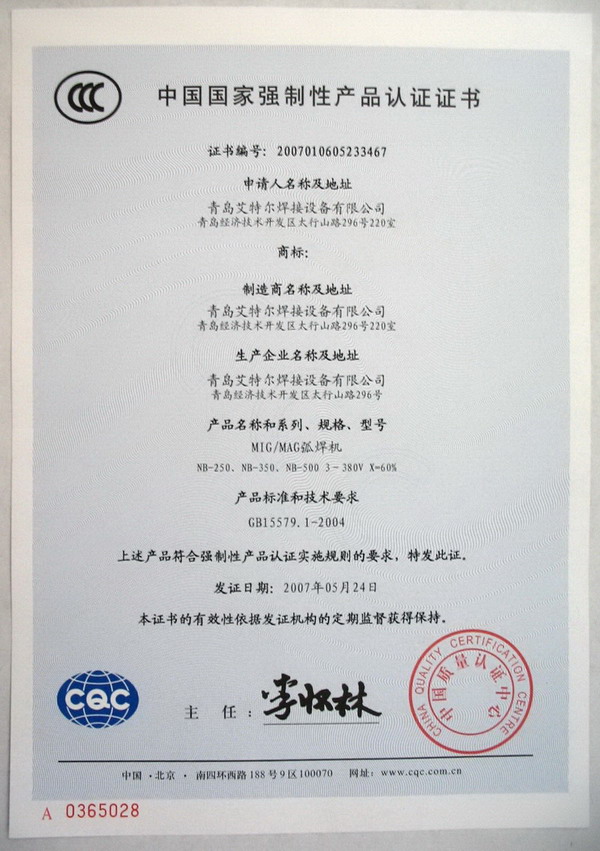 CCC
中国国家强制性产品认证证书
证书编号：2007010605233467
申请人名称及地址
青岛艾特尔焊接设备有限公司
青岛经济技术开发区太行山路296号220室
商标：
制造商名称及地址
青岛艾特尔焊接设备有限公司
青岛经济技术开发区太行山路296号220室
生产企业名称及地址
青岛艾特尔焊接设备有限公司
青岛经济技术开发区太行山路296号
产品名称和系列、规格、型号
MIG/MAG弧焊机
NB-250、NB-350、NB-500 3～380V X=60%
产品标准和技术要求
GB15579.1-2004
上述产品符合强制性产品认证实施规则的要求，特发此证。
发证日期：2007年05月24日
本证书的有效性依据发证机构的定期监督获得保持。
CQC
主 任：李怀林
CHINA QUALITY CERTIFICATION CENTRE
中国质量认证中心
中国·北京·南四环西路188号9区100070 网址：www.cqc.com.cn
A 0365028